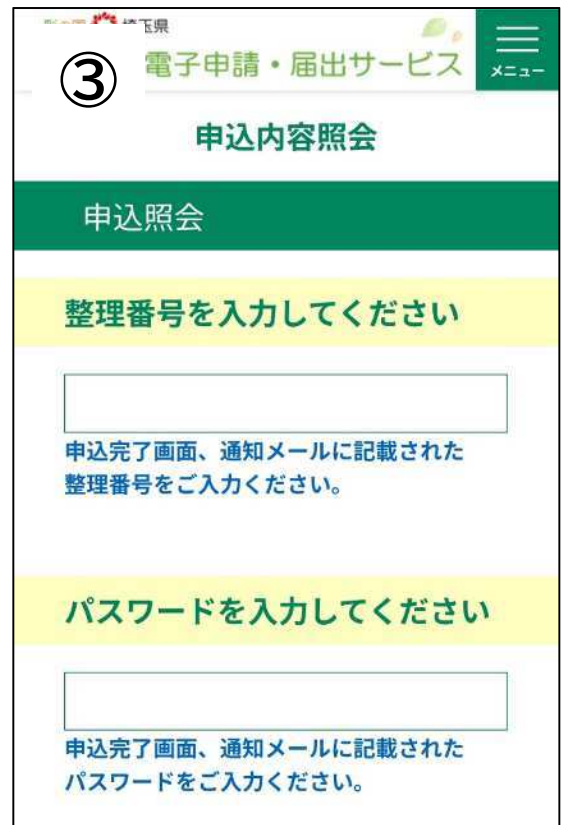 埼玉県
③
電子申請・届出サービス
メニュー
申込内容照会
申込照会
整理番号を入力してください
申込完了画面、通知メールに記載された
整理番号をご入力ください。
パスワードを入力してください
申込完了画面、通知メールに記載された
パスワードをご入力ください。